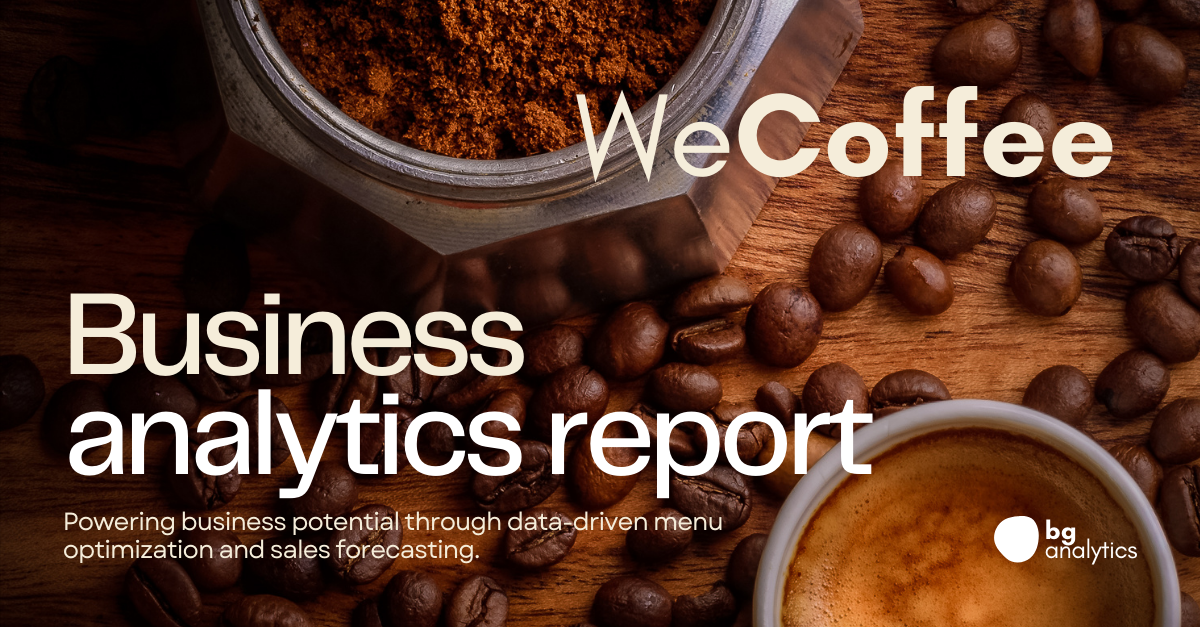 WeCoffee
Business
analytics report
Powering business potential through data-driven menu
optimization and sales forecasting.
bg
analytics